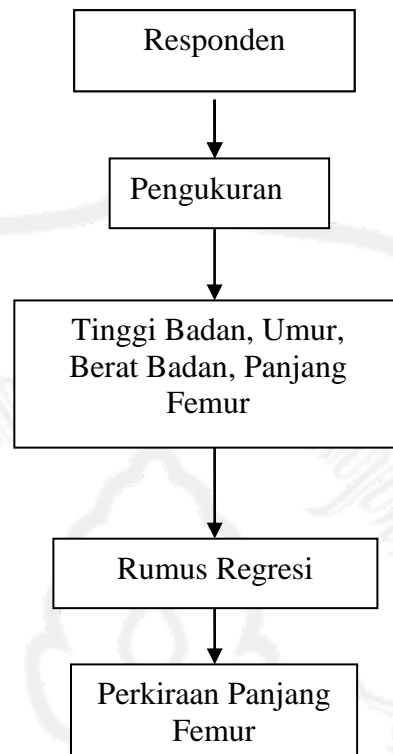 Responden
Pengukuran
Tinggi Badan, Umur,
Berat Badan, Panjang
Femur
Rumus Regresi
Perkiraan Panjang
Femur